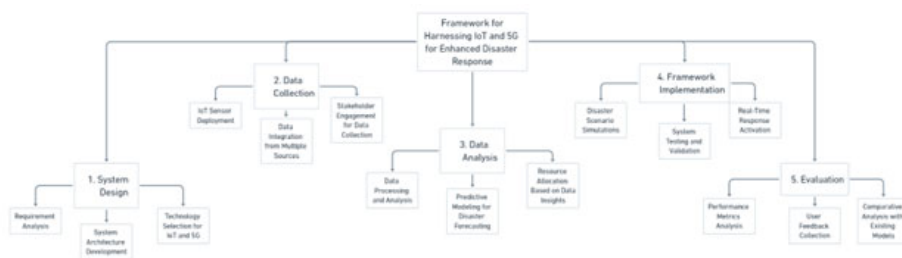 Framework for
Harnessing IoT and 5G
for Enhanced Disaster
Response
2. Data
Collection
IoT Sensor
Deployment
Data
Integration
from Multiple
Sources
Stakeholder
Engagement
for Data
Collection
4. Framework
Implementation
Disaster
Scenario
Simulations
System
Testing and
Validation
Real-Time
Response
Activation
3. Data
Analysis
Data
Processing
and Analysis
Predictive
Modeling for
Disaster
Forecasting
Resource
Allocation
Based on Data
Insights
1. System
Design
Requirement
Analysis
System
Architecture
Development
Technology
Selection for
IoT and 5G
5. Evaluation
Performance
Metrics
Analysis
User
Feedback
Collection
Comparative
Analysis with
Existing
Models